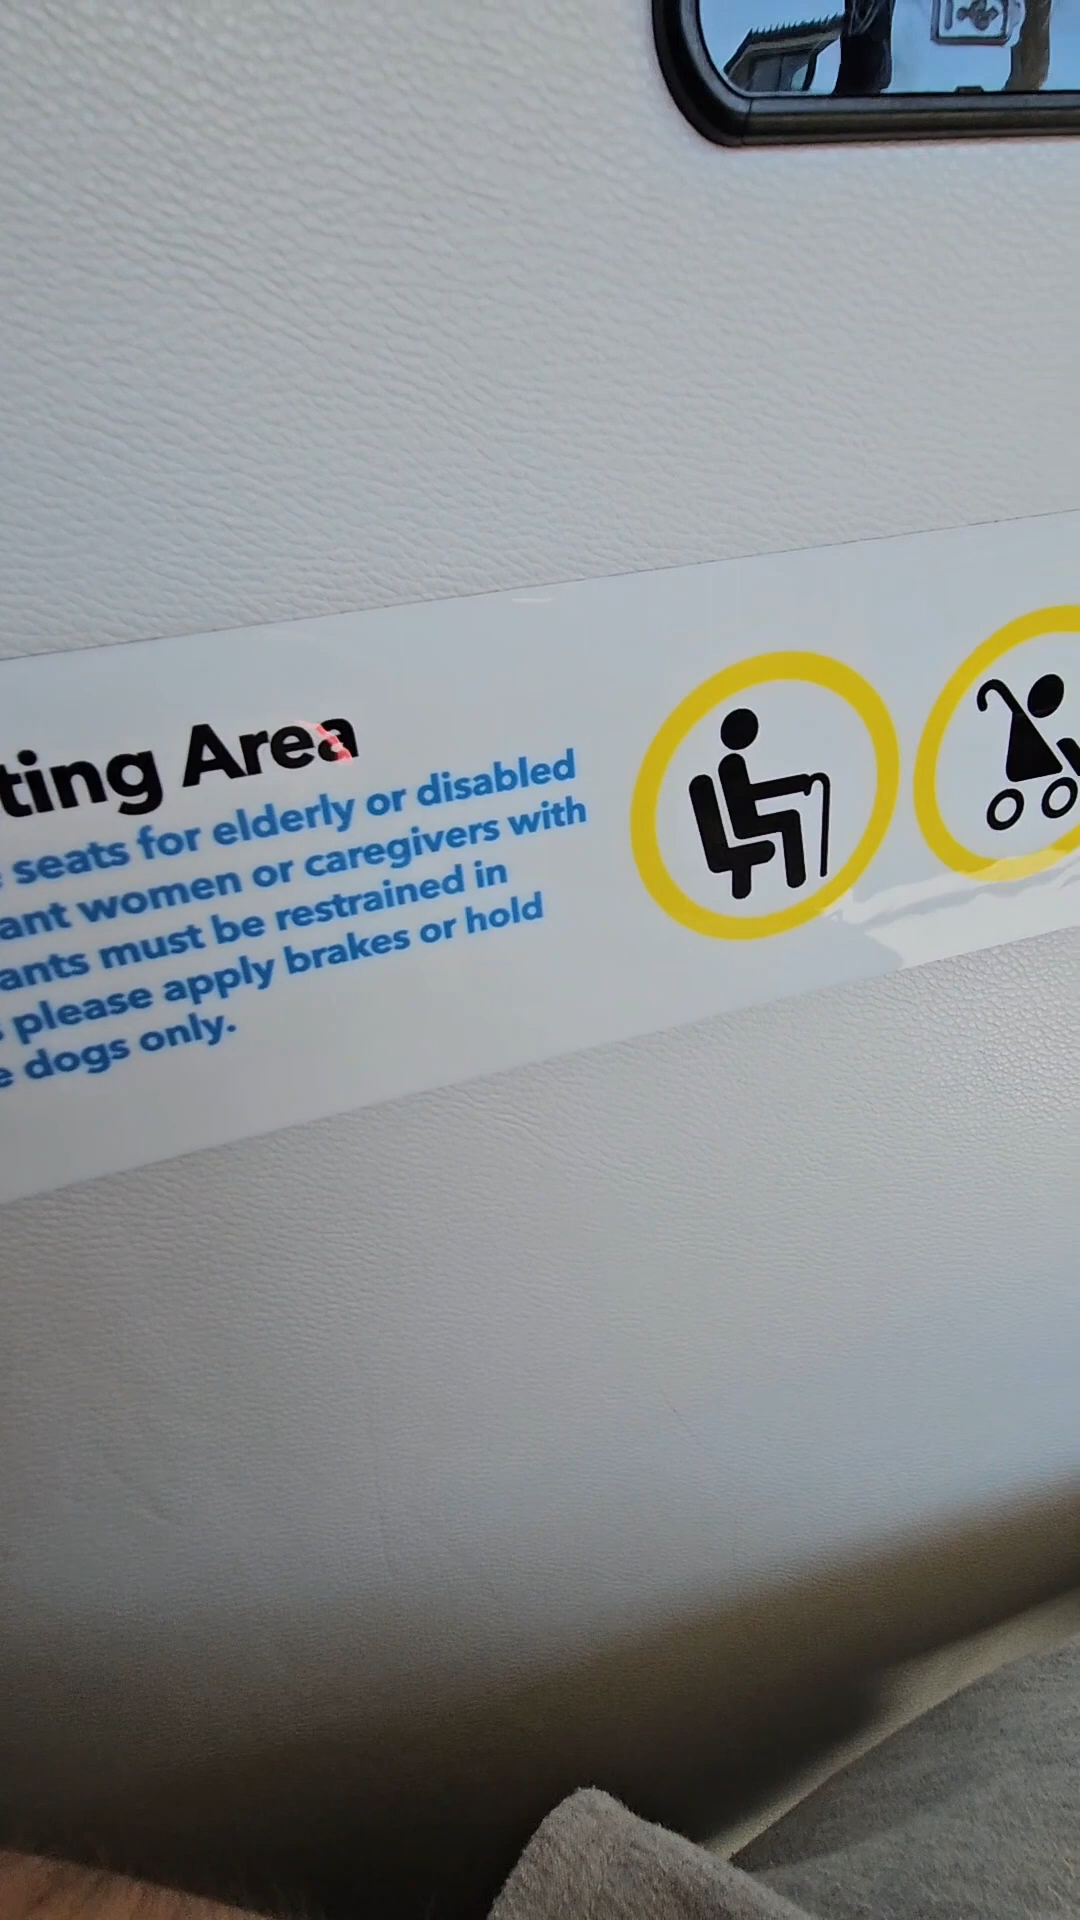 ting Area
seats for elderly or disabled
ant women or caregivers with
ants must be restrained in
please apply brakes or hold
dogs only.